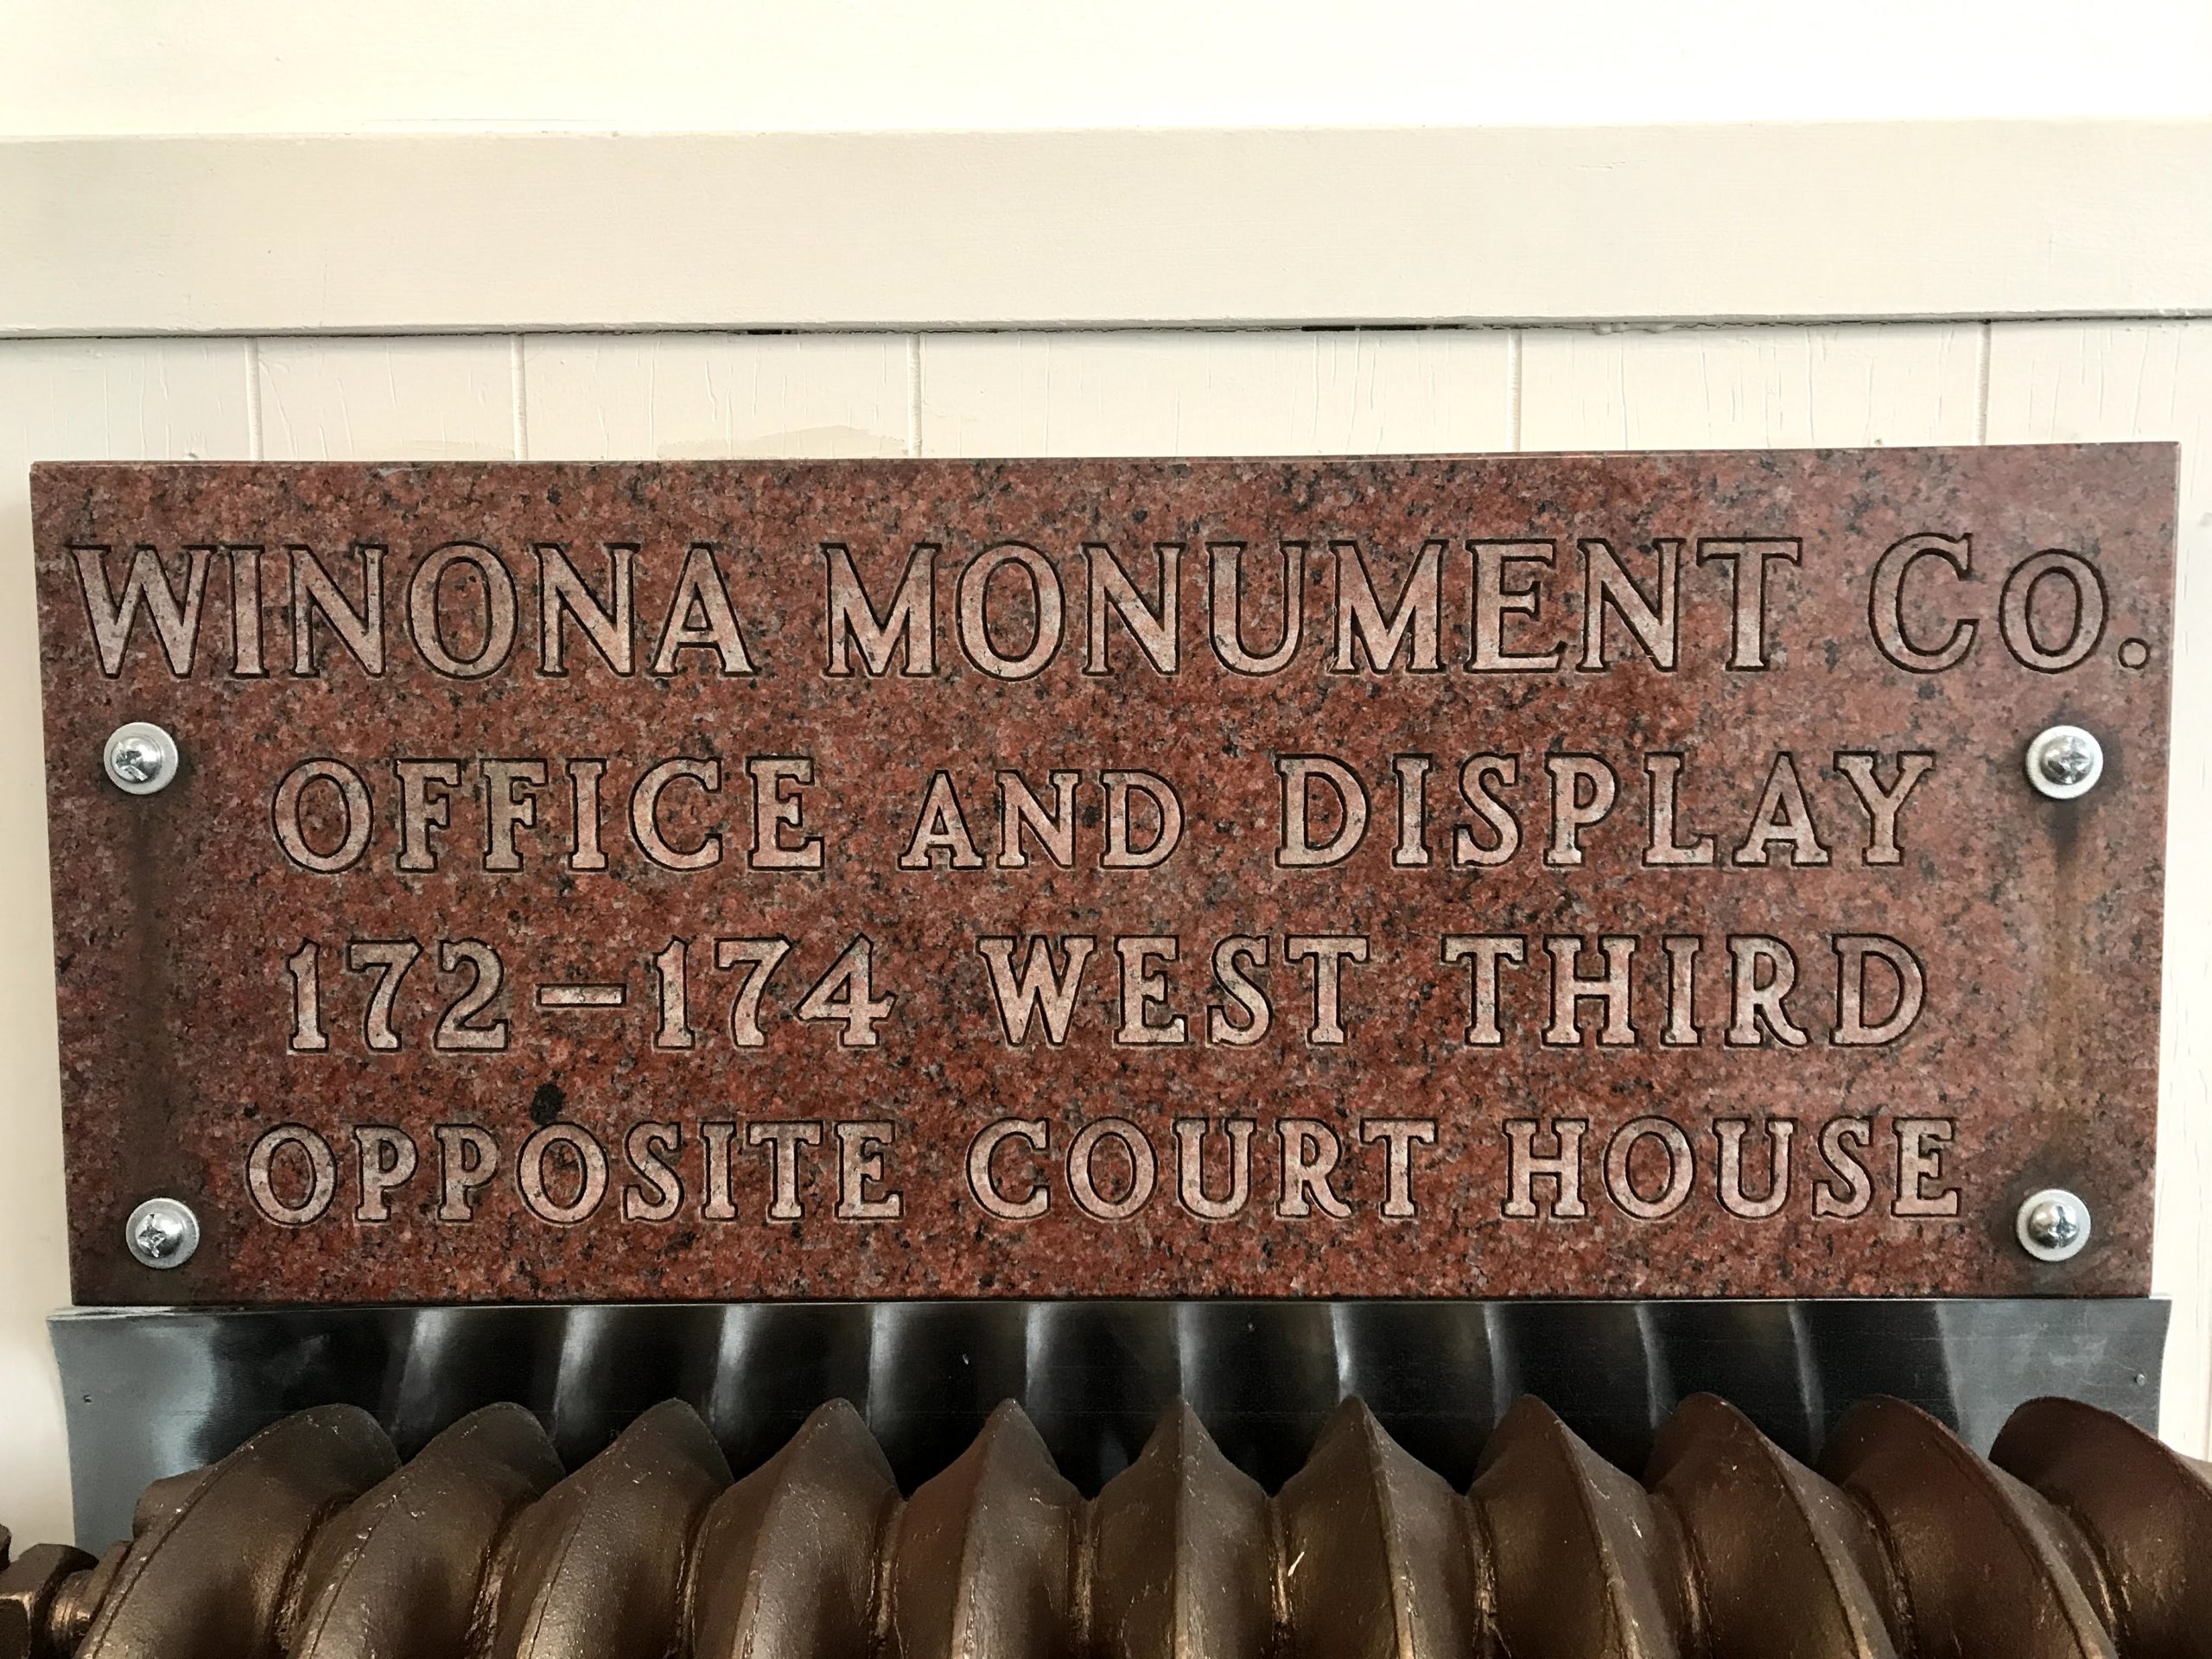 WINONA MONUMENT CO.
OFFICE AND DISPLAY
172–174 WEST THIRD
OPPOSITE COURT HOUSE